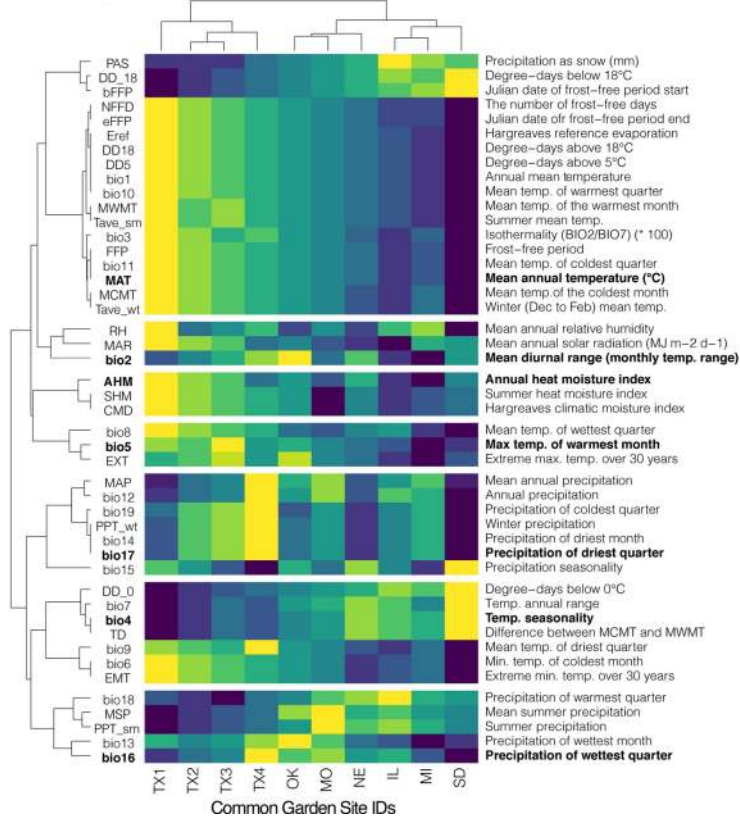 PAS Precipitation as snow (mm)
DD_18 Degree−days below 18°C
bFFP Julian date of frost−free period start
NFFD The number of frost−free days
eFFP Julian date ofr frost−free period end
Eref Hargreaves reference evaporation
DD18 Degree−days above 18°C
DD5 Degree−days above 5°C
bio1 Annual mean temperature
bio10 Mean temp. of warmest quarter
MWMT Mean temp. of the warmest month
Tave_sm Summer mean temp.
bio3 Isothermality (BIO2/BIO7) (* 100)
FFP Frost−free period
bio11 Mean temp. of coldest quarter
MAT Mean annual temperature (°C)
MCMT Mean temp.of the coldest month
Tave_wt Winter (Dec to Feb) mean temp.
RH Mean annual relative humidity
MAR Mean annual solar radiation (MJ m−2 d−1)
bio2 Mean diurnal range (monthly temp. range)
AHM Annual heat moisture index
SHM Summer heat moisture index
CMD Hargreaves climatic moisture index
bio8 Mean temp. of wettest quarter
bio5 Max temp. of warmest month
EXT Extreme max. temp. over 30 years
MAP Mean annual precipitation
bio12 Annual precipitation
bio19 Precipitation of coldest quarter
PPT_wt Winter precipitation
bio14 Precipitation of driest month
bio17 Precipitation of driest quarter
bio15 Precipitation seasonality
DD_0 Degree−days below 0°C
bio7 Temp. annual range
bio4 Temp. seasonality
TD Difference between MCMT and MWMT
bio9 Mean temp. of driest quarter
bio6 Min. temp. of coldest month
EMT Extreme min. temp. over 30 years
bio18 Precipitation of warmest quarter
MSP Mean summer precipitation
PPT_sm Summer precipitation
bio13 Precipitation of wettest month
bio16 Precipitation of wettest quarter
TX1 TX2 TX3 TX4 OK MO NE IL MI SD
Common Garden Site IDs